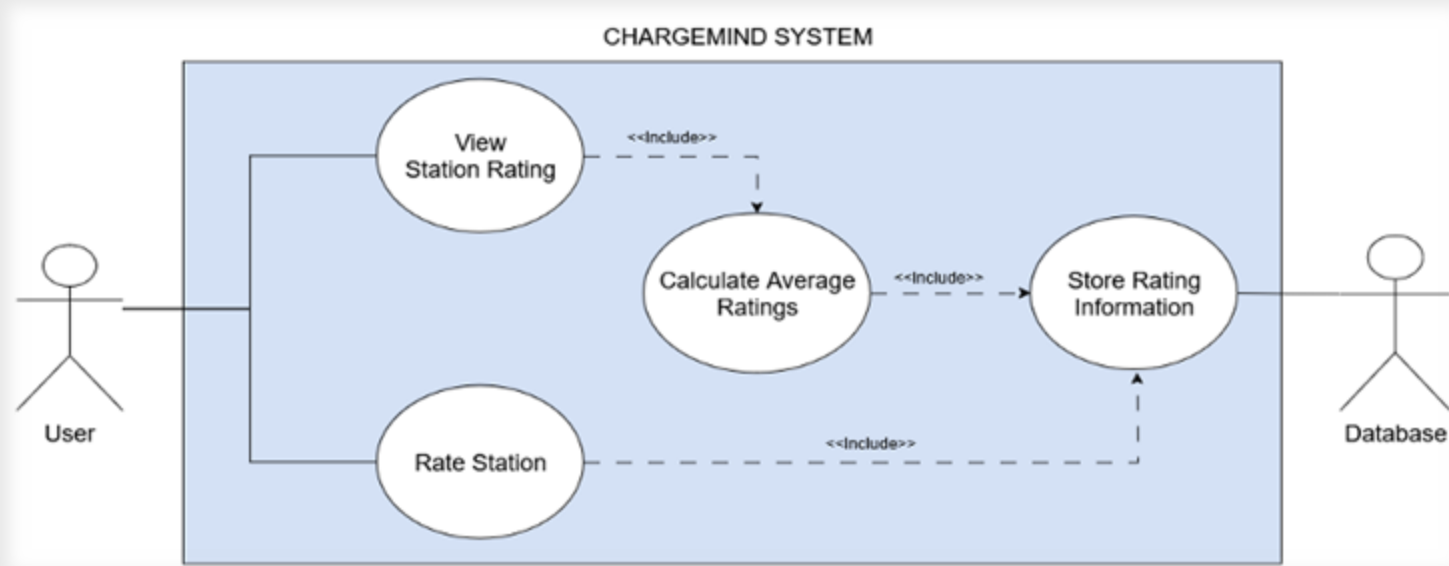 CHARGEMIND SYSTEM
View
Station Rating
<<Include>>
Calculate Average
Ratings
<<Include>>
Store Rating
Information
User
Database
Rate Station
<<Include>>